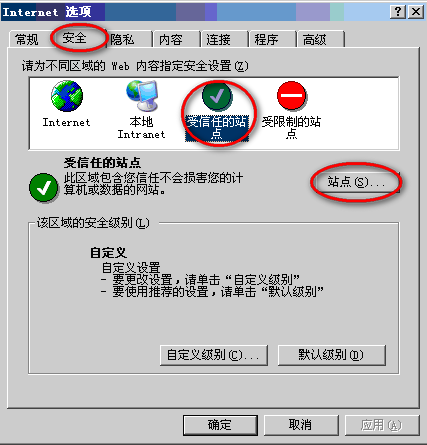 Internet 选项
常规 安全 隐私 内容 连接 程序 高级
请为不同区域的 Web 内容指定安全设置(Z)
Internet 本地 Intranet 受信任的站点 受限制的站点
受信任的站点
此区域包含您信任不会损害您的计
算机或数据的网站。
站点(S)...
该区域的安全级别(L)
自定义
自定义设置
- 要更改设置，请单击“自定义级别”
- 要使用推荐的设置，请单击“默认级别”
自定义级别(C)... 默认级别(D)
确定 取消 应用(A)